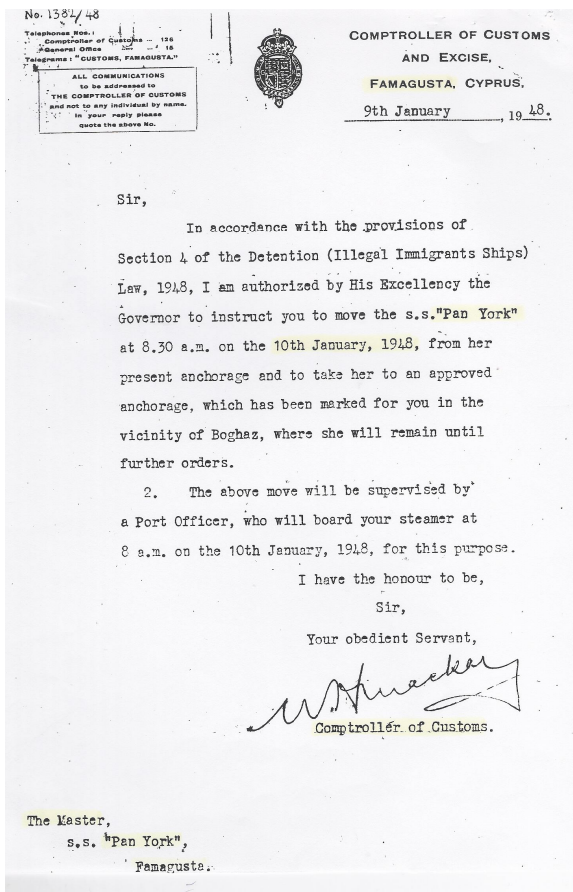 No. 1382/48
Telephones Nos.:
Comptroller of Customs ... 126
General Office ... 15
Telegrams: "CUSTOMS, FAMAGUSTA."
ALL COMMUNICATIONS
to be addressed to
THE COMPTROLLER OF CUSTOMS
and not to any individual by name.
In your reply please
quote the above No.
COMPTROLLER OF CUSTOMS
AND EXCISE,
FAMAGUSTA, CYPRUS.
9th January, 1948.
Sir,
In accordance with the provisions of
Section 4 of the Detention (Illegal Immigrants Ships)
Law, 1948, I am authorized by His Excellency the
Governor to instruct you to move the s.s."Pan York"
at 8.30 a.m. on the 10th January, 1948, from her
present anchorage and to take her to an approved
anchorage, which has been marked for you in the
vicinity of Boghaz, where she will remain until
further orders.
2. The above move will be supervised by
a Port Officer, who will board your steamer at
8 a.m. on the 10th January, 1948, for this purpose.
I have the honour to be,
Sir,
Your obedient Servant,
Comptroller of Customs.
The Master,
s.s. "Pan York",
Famagusta.